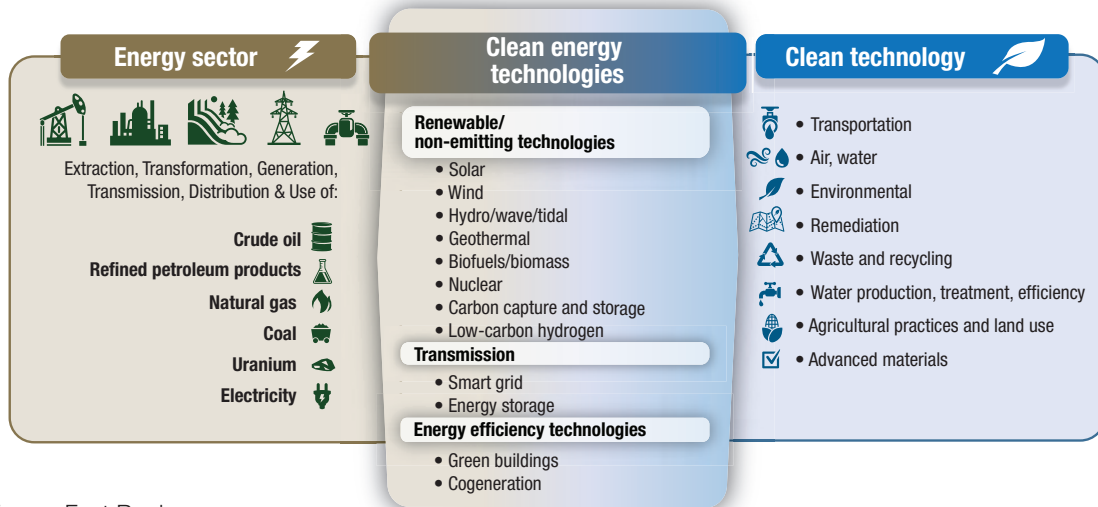 Energy sector
Extraction, Transformation, Generation,
Transmission, Distribution & Use of:
Crude oil
Refined petroleum products
Natural gas
Coal
Uranium
Electricity
Clean energy
technologies
Renewable/
non-emitting technologies
• Solar
• Wind
• Hydro/wave/tidal
• Geothermal
• Biofuels/biomass
• Nuclear
• Carbon capture and storage
• Low-carbon hydrogen
Transmission
• Smart grid
• Energy storage
Energy efficiency technologies
• Green buildings
• Cogeneration
Clean technology
• Transportation
• Air, water
• Environmental
• Remediation
• Waste and recycling
• Water production, treatment, efficiency
• Agricultural practices and land use
• Advanced materials